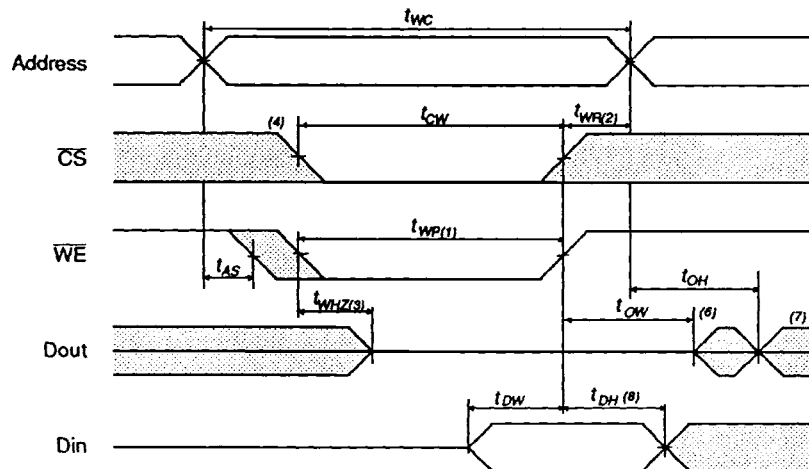 tWC
Address
(4)
tCW
tWR(2)
CS
WE
tWP(1)
tAS
tOH
tWHZ(3)
tOW
(6)
(7)
Dout
tDW
tDH (8)
Din